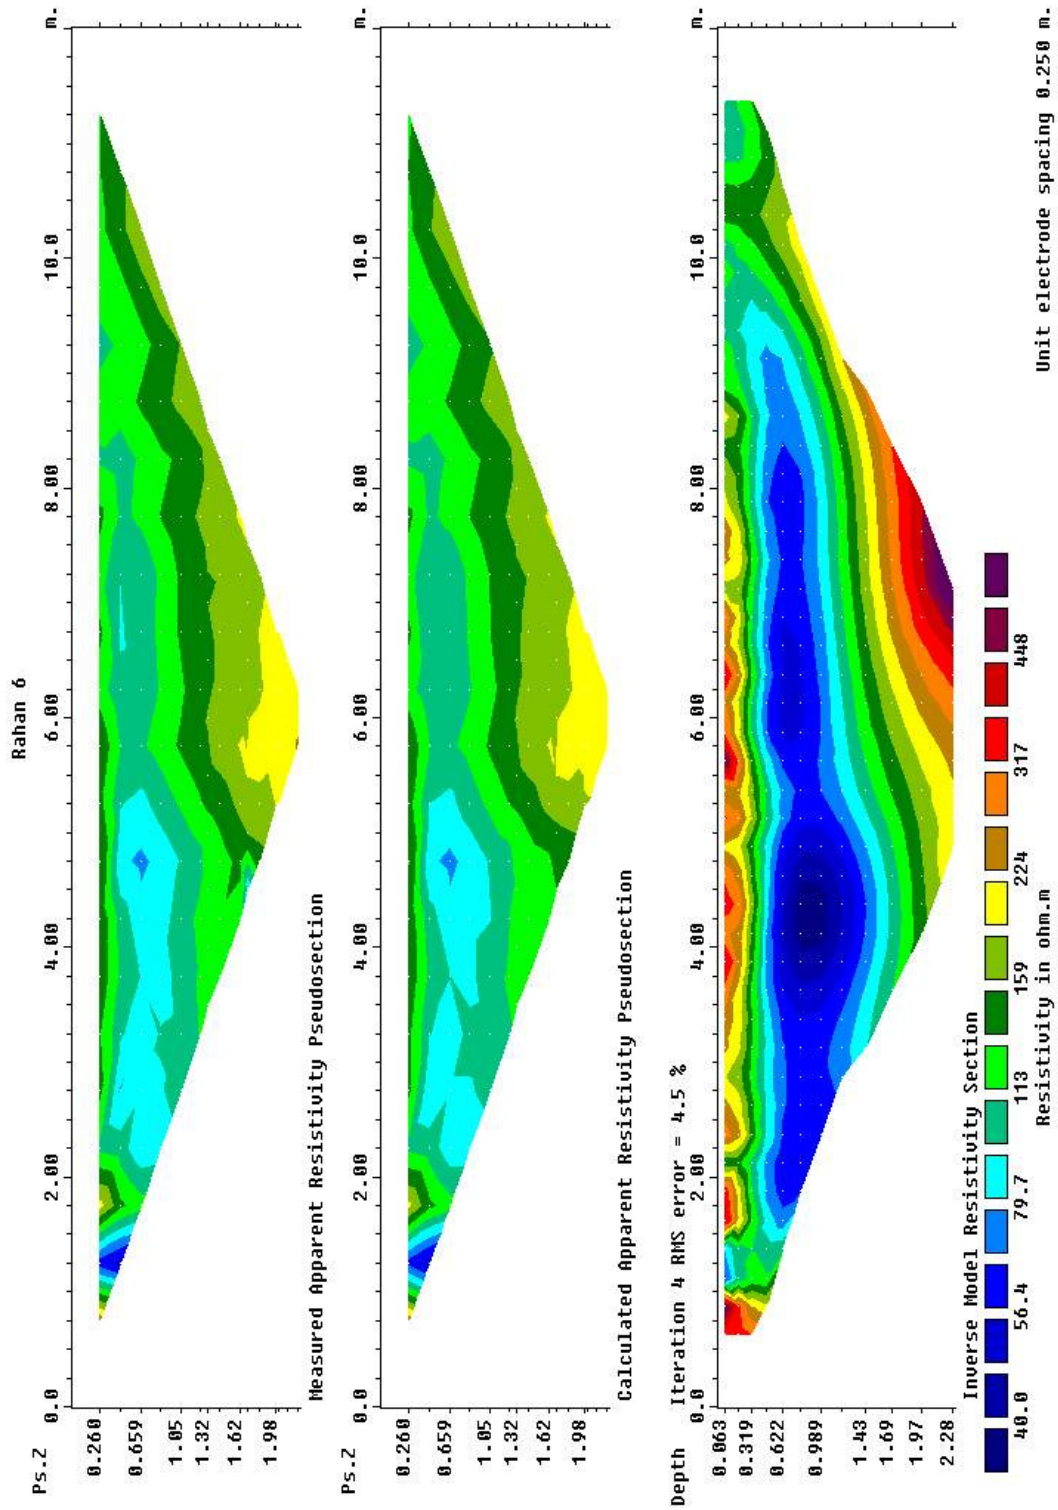 Rahan 6
Ps.Z 0.0 2.00 4.00 6.00 8.00 10.0 m.
0.260
0.659
1.05
1.32
1.62
1.98
Measured Apparent Resistivity Pseudosection
Ps.Z 0.0 2.00 4.00 6.00 8.00 10.0 m.
0.260
0.659
1.05
1.32
1.62
1.98
Calculated Apparent Resistivity Pseudosection
Depth Iteration 4 RMS error = 4.5 %
0.0 2.00 4.00 6.00 8.00 10.0 m.
0.063
0.319
0.622
0.989
1.43
1.69
1.97
2.28
Inverse Model Resistivity Section
40.0 56.4 79.7 113 159 224 317 448
Resistivity in ohm.m
Unit electrode spacing 0.250 m.